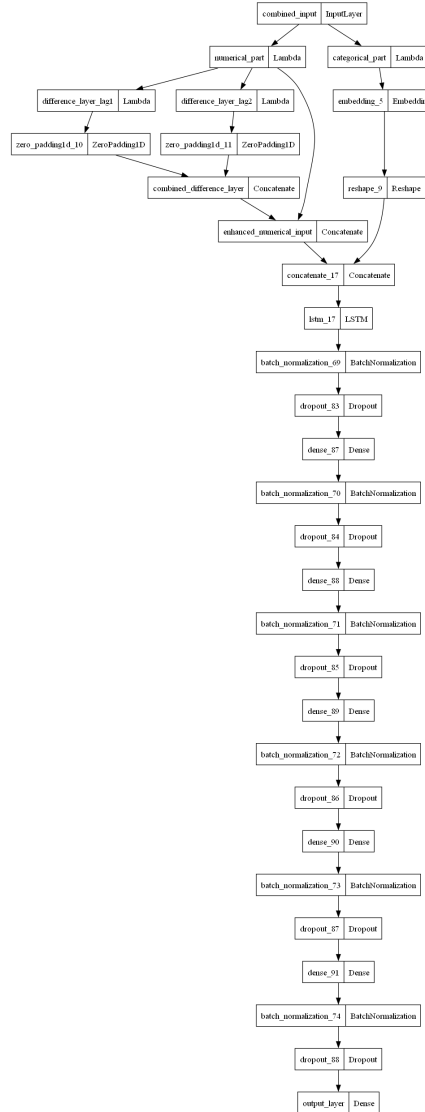 combined_input InputLayer
numerical_part Lambda
categorical_part Lambda
difference_layer_lag1 Lambda
difference_layer_lag2 Lambda
embedding_5 Embeddin
zero_padding1d_10 ZeroPadding1D
zero_padding1d_11 ZeroPadding1D
combined_difference_layer Concatenate
reshape_9 Reshape
enhanced_numerical_input Concatenate
concatenate_17 Concatenate
lstm_17 LSTM
batch_normalization_69 BatchNormalization
dropout_83 Dropout
dense_87 Dense
batch_normalization_70 BatchNormalization
dropout_84 Dropout
dense_88 Dense
batch_normalization_71 BatchNormalization
dropout_85 Dropout
dense_89 Dense
batch_normalization_72 BatchNormalization
dropout_86 Dropout
dense_90 Dense
batch_normalization_73 BatchNormalization
dropout_87 Dropout
dense_91 Dense
batch_normalization_74 BatchNormalization
dropout_88 Dropout
output_layer Dense